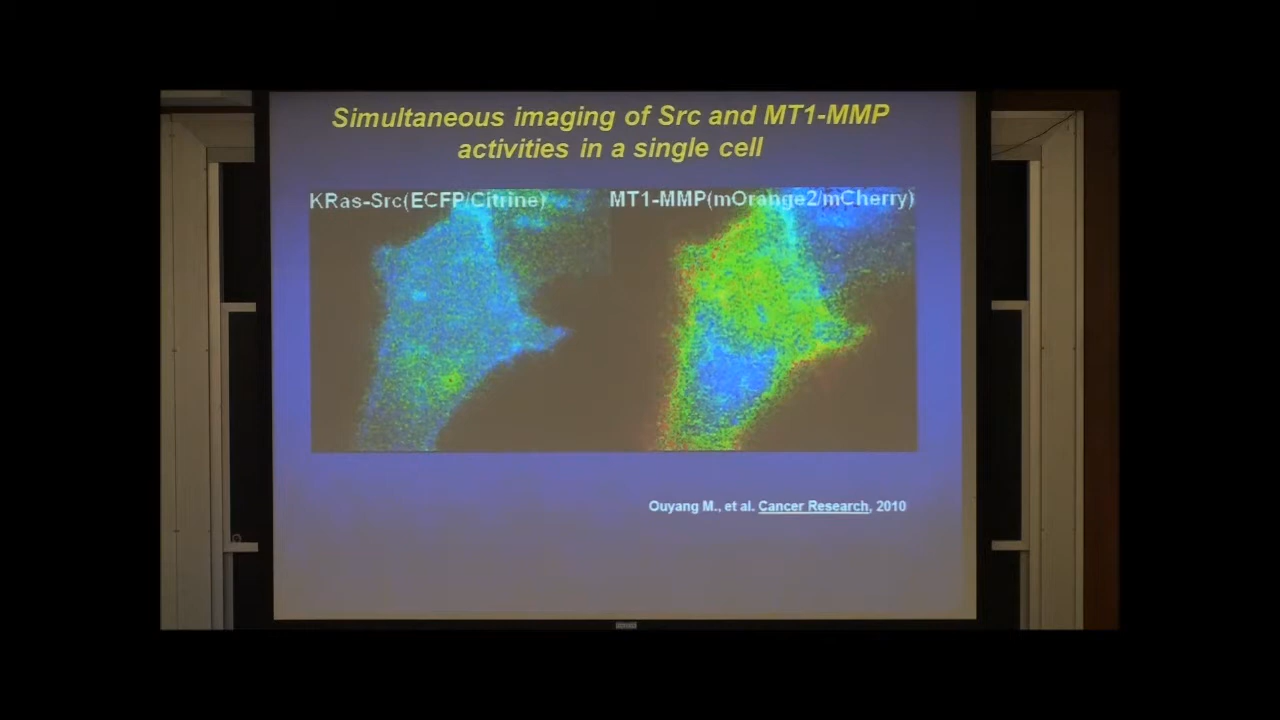 Simultaneous imaging of Src and MT1-MMP
activities in a single cell
KRas-Src(ECFP/Citrine)
MT1-MMP(mOrange2/mCherry)
Ouyang M., et al. Cancer Research, 2010